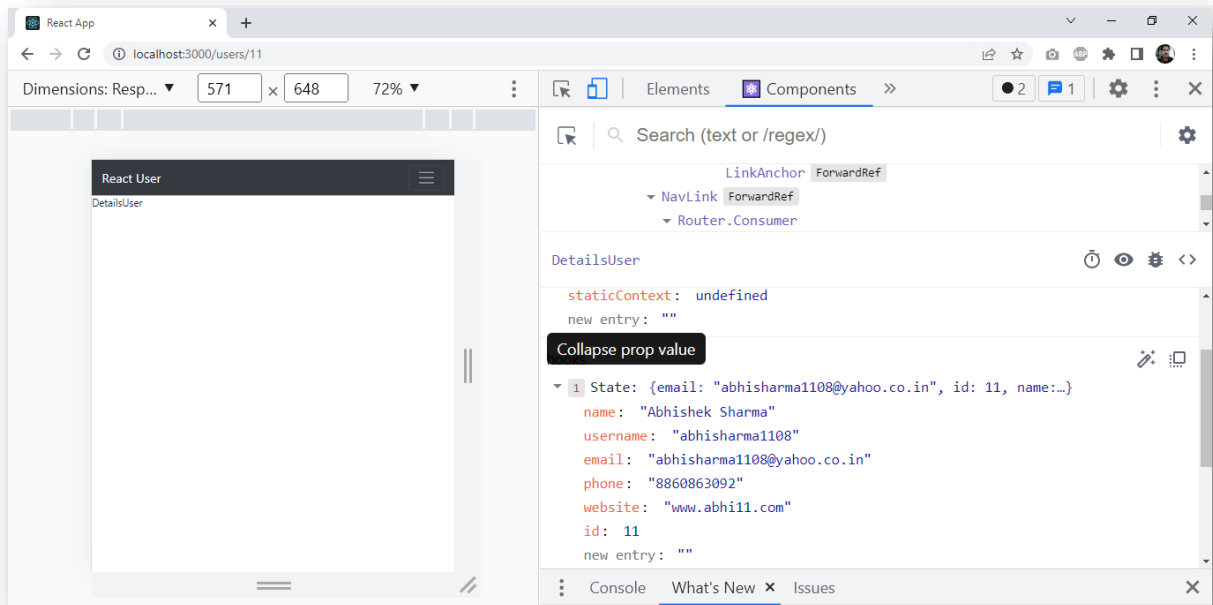 React App
localhost:3000/users/11
Dimensions: Resp... 571 × 648 72%
Elements Components 2 1
Search (text or /regex/)
React User
DetailsUser
LinkAnchor ForwardRef
NavLink ForwardRef
Router.Consumer
DetailsUser
staticContext: undefined
new entry: ""
Collapse prop value
1 State: {email: "abhisharma1108@yahoo.co.in", id: 11, name:…}
name: "Abhishek Sharma"
username: "abhisharma1108"
email: "abhisharma1108@yahoo.co.in"
phone: "8860863092"
website: "www.abhi11.com"
id: 11
new entry: ""
Console What's New Issues